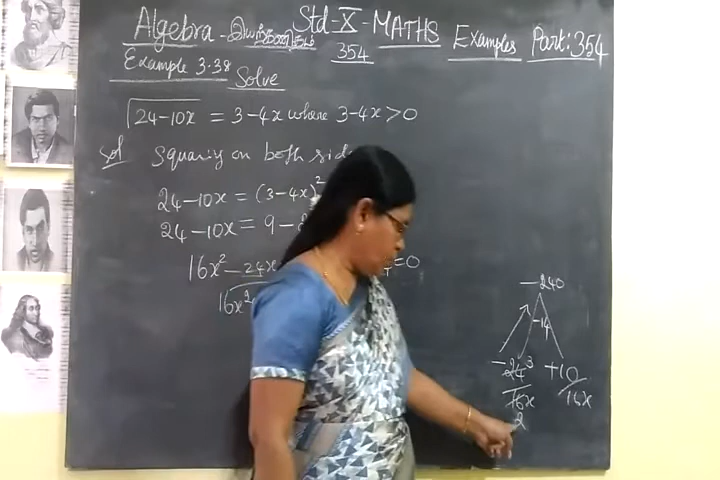 Algebra - இயற்கணிதம் Std-X-MATHS Examples Part: 354
354
Example 3.38 Solve
√24-10x = 3-4x where 3-4x>0
Sol Squaring on both sid
24-10x = (3-4x)²
24-10x = 9-
16x² - 24x =0
16x²
-240
-14
-24 3 +10
16x 16x
2